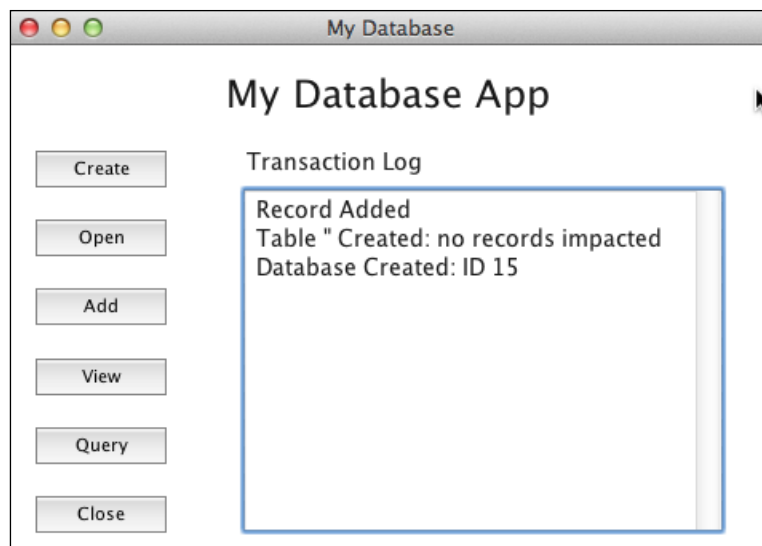 My Database
My Database App
Create
Open
Add
View
Query
Close
Transaction Log
Record Added
Table " Created: no records impacted
Database Created: ID 15